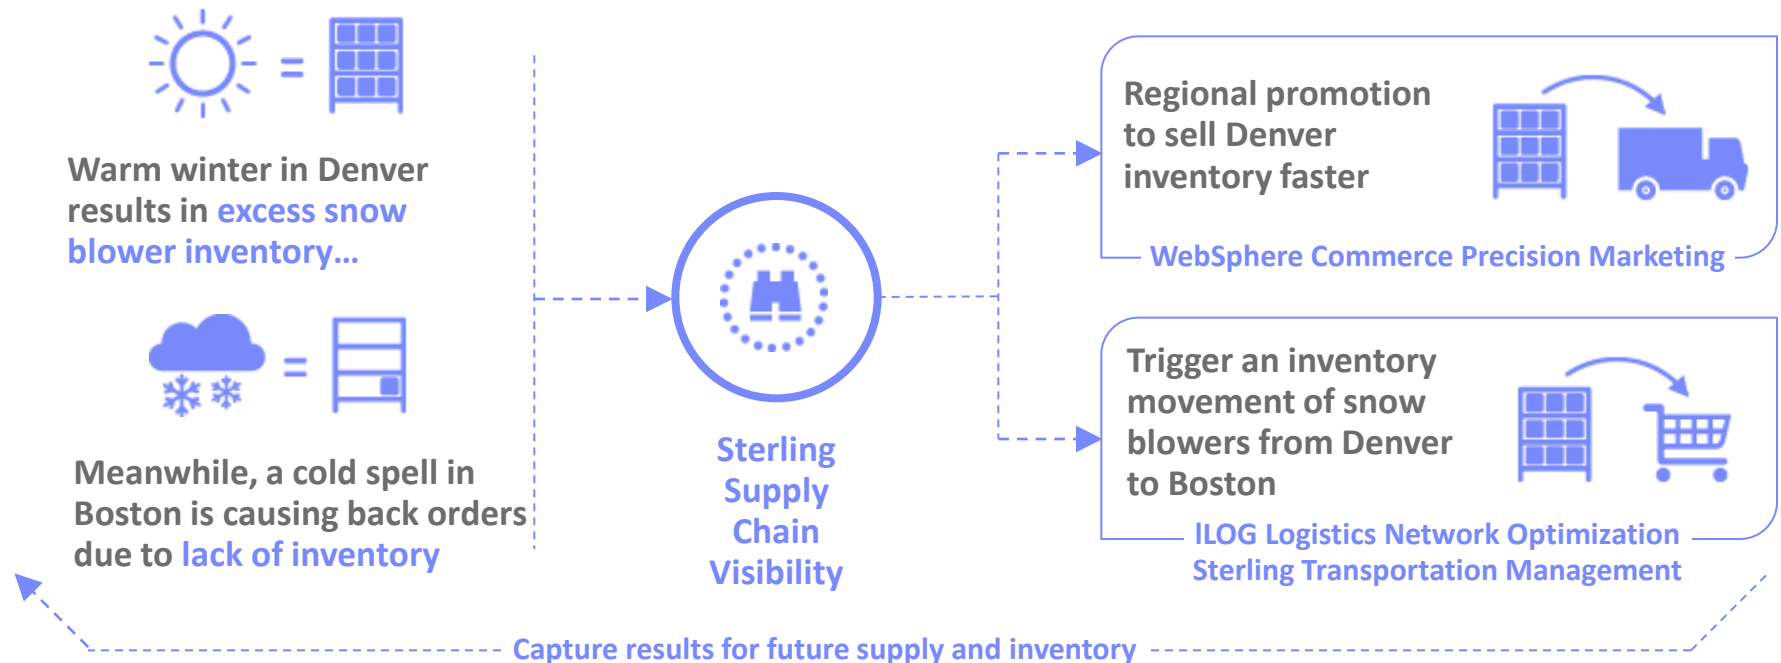 Warm winter in Denver
results in excess snow
blower inventory...
Meanwhile, a cold spell in
Boston is causing back orders
due to lack of inventory
Sterling
Supply
Chain
Visibility
Regional promotion
to sell Denver
inventory faster
WebSphere Commerce Precision Marketing
Trigger an inventory
movement of snow
blowers from Denver
to Boston
ILOG Logistics Network Optimization
Sterling Transportation Management
Capture results for future supply and inventory